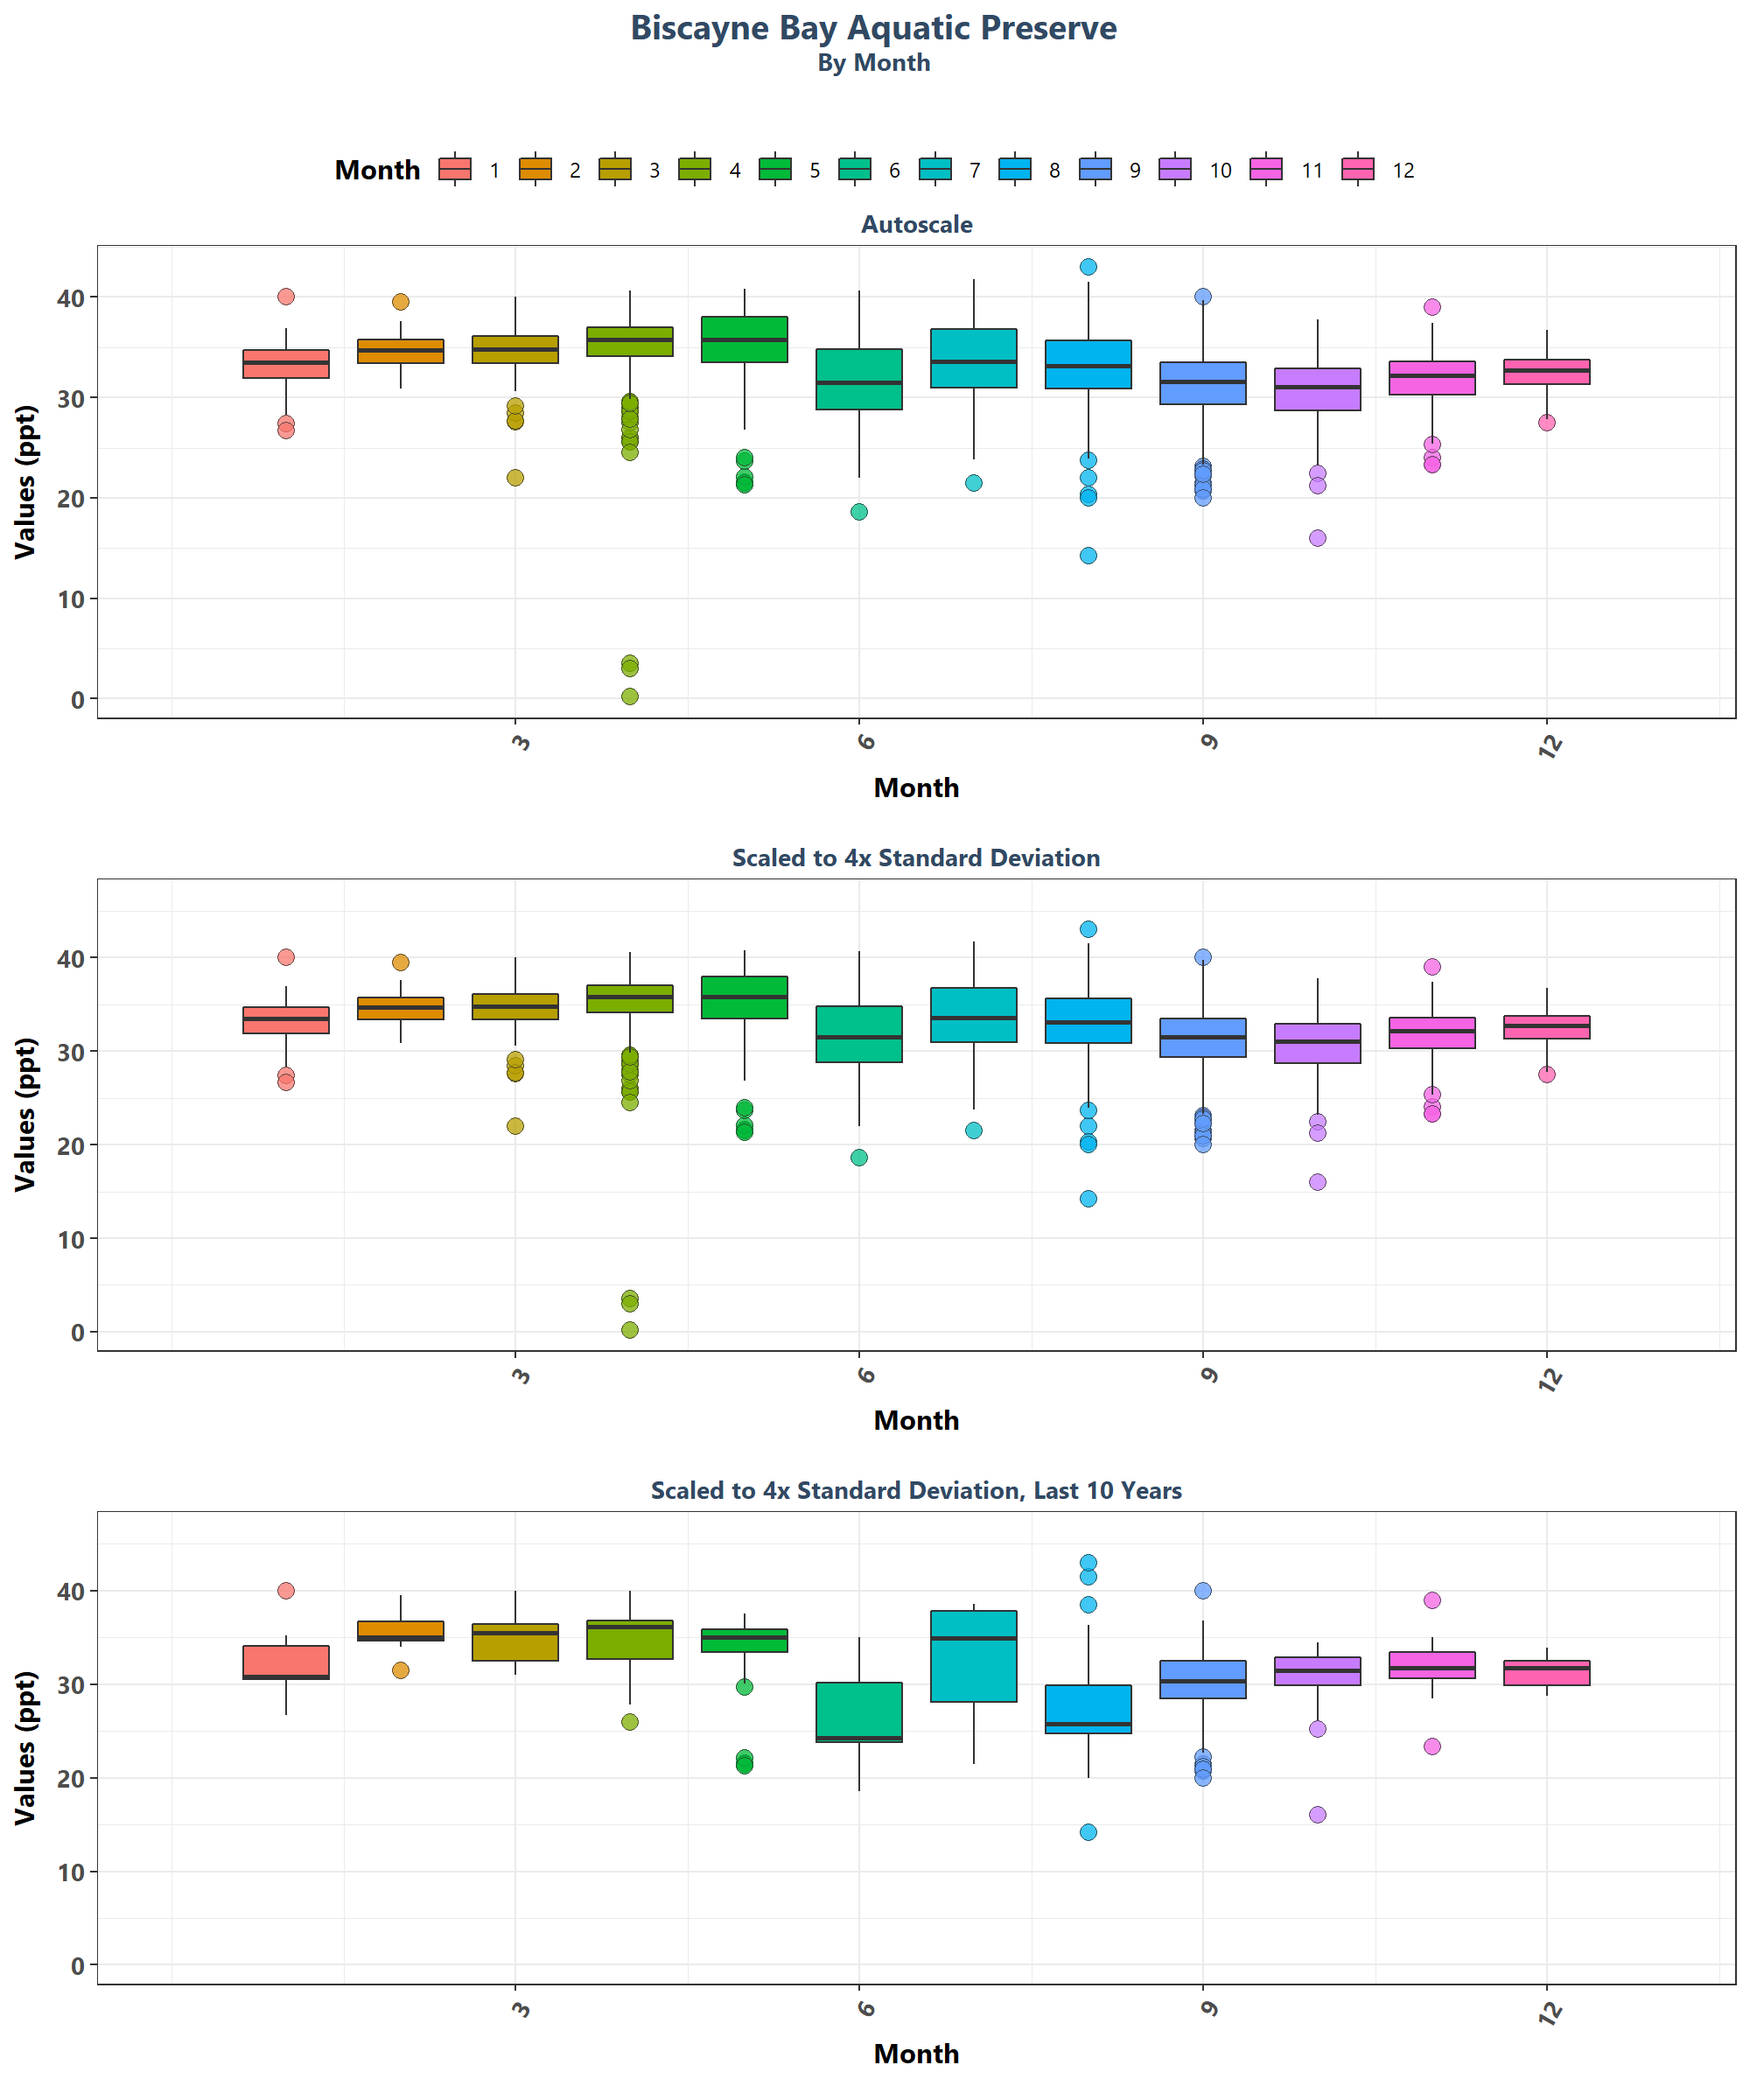 Biscayne Bay Aquatic Preserve
By Month
Month 1 2 3 4 5 6 7 8 9 10 11 12
Autoscale
Values (ppt)
40
30
20
10
0
3 6 9 12
Month
Scaled to 4x Standard Deviation
Values (ppt)
40
30
20
10
0
3 6 9 12
Month
Scaled to 4x Standard Deviation, Last 10 Years
Values (ppt)
40
30
20
10
0
3 6 9 12
Month